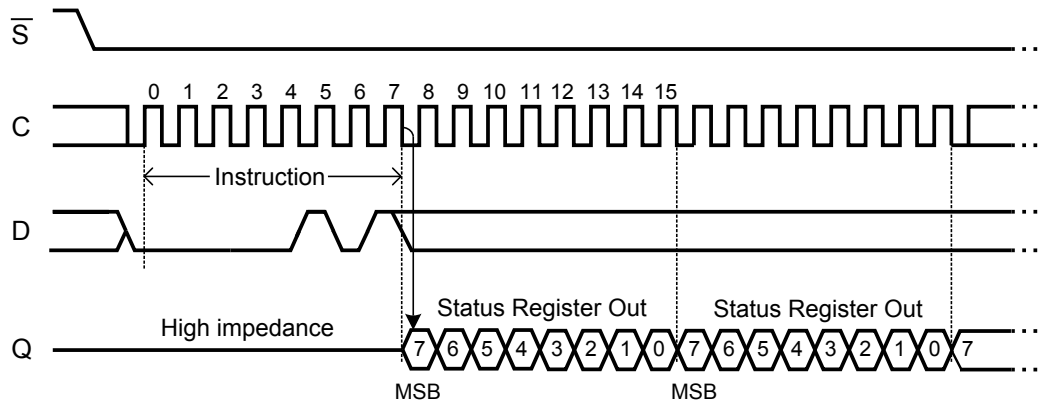 S
0 1 2 3 4 5 6 7 8 9 10 11 12 13 14 15
C
Instruction
D
High impedance
Status Register Out
Status Register Out
Q
7 6 5 4 3 2 1 0 7 6 5 4 3 2 1 0 7
MSB
MSB